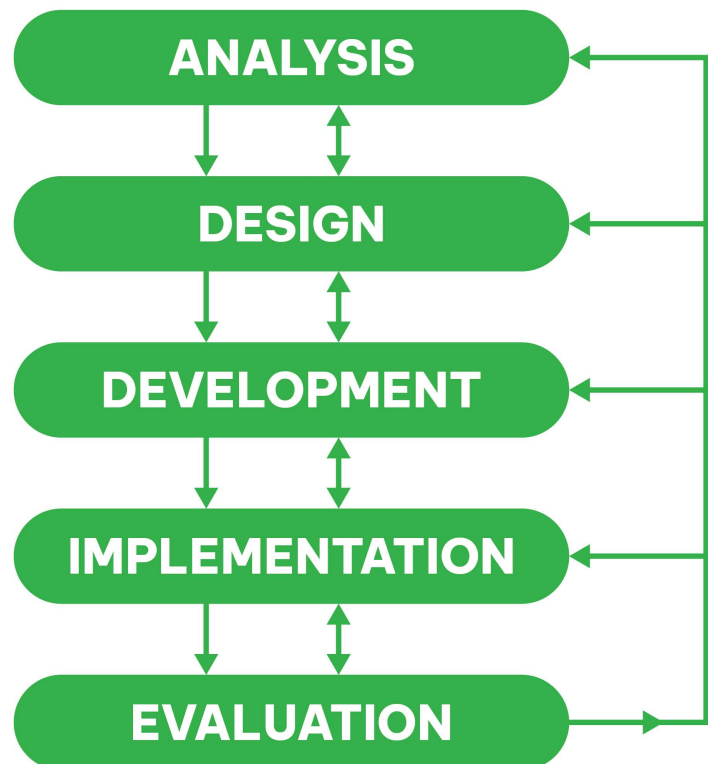 ANALYSIS
DESIGN
DEVELOPMENT
IMPLEMENTATION
EVALUATION